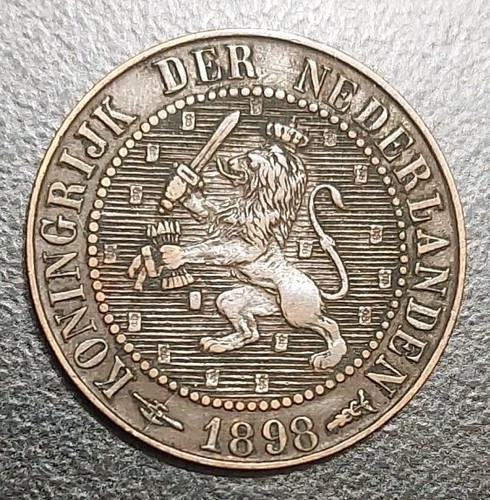 KONINGRIJK DER NEDERLANDEN
1898